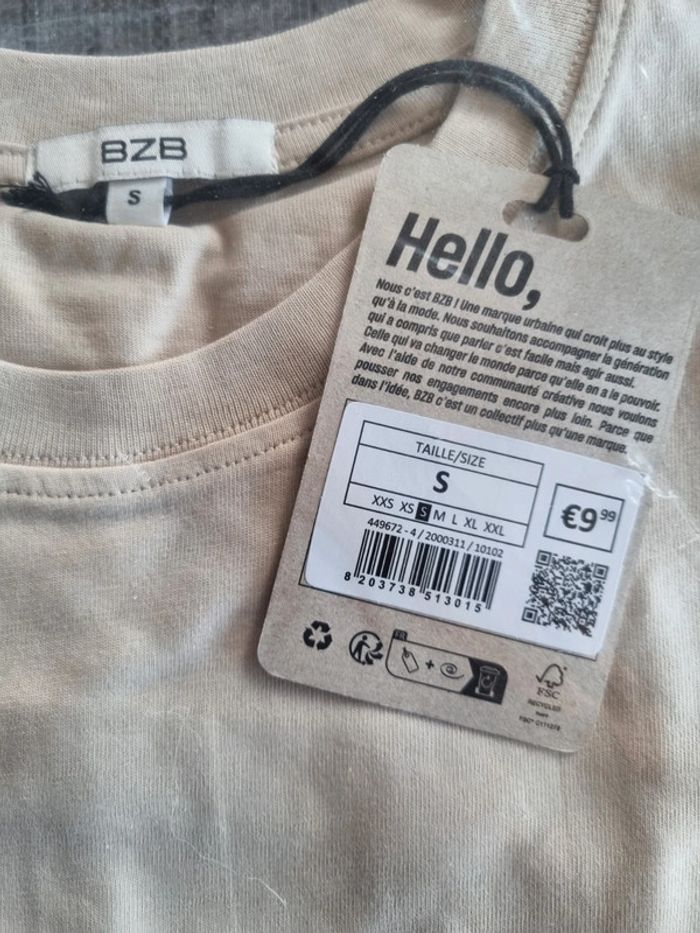 BZB
S
Hello,
Nous c'est BZB ! Une marque urbaine qui croit plus au style
qu'à la mode. Nous souhaitons accompagner la génération
qui a compris que parler c'est facile mais agir aussi.
Celle qui va changer le monde parce qu'elle en a le pouvoir.
Avec l'aide de notre communauté créative nous voulons
pousser nos engagements encore plus loin. Parce que
dans l'idée, BZB c'est un collectif plus qu'une marque.
TAILLE/SIZE
S
XXS XS S M L XL XXL
€9 99
449672 - 4 / 2000311 / 10102
8 203738 513015
FR
FSC
RECYCLED